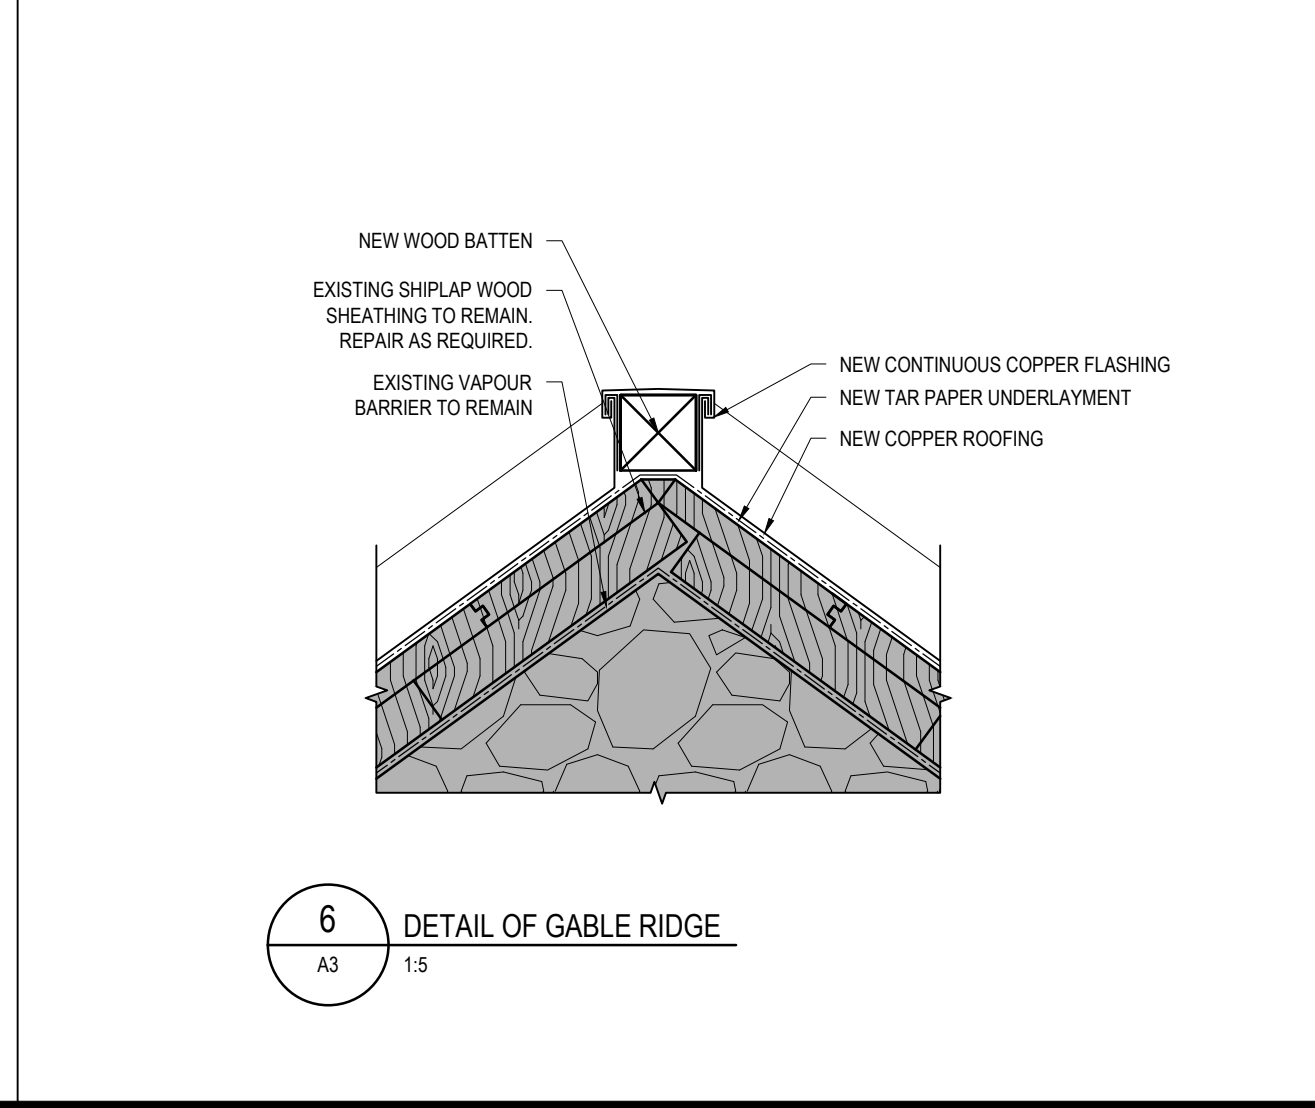 NEW WOOD BATTEN
EXISTING SHIPLAP WOOD
SHEATHING TO REMAIN.
REPAIR AS REQUIRED.
EXISTING VAPOUR
BARRIER TO REMAIN
NEW CONTINUOUS COPPER FLASHING
NEW TAR PAPER UNDERLAYMENT
NEW COPPER ROOFING
6
DETAIL OF GABLE RIDGE
A3
1:5